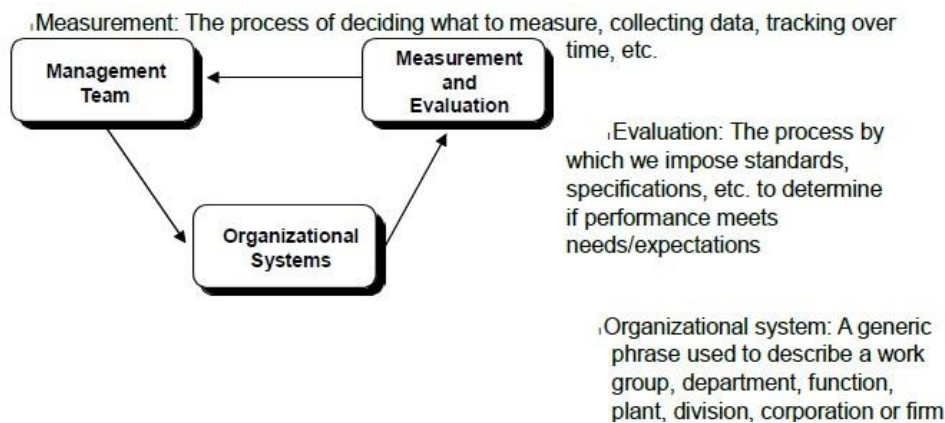 Measurement: The process of deciding what to measure, collecting data, tracking over
time, etc.
Management
Team
Measurement
and
Evaluation
Organizational
Systems
Evaluation: The process by
which we impose standards,
specifications, etc. to determine
if performance meets
needs/expectations
Organizational system: A generic
phrase used to describe a work
group, department, function,
plant, division, corporation or firm